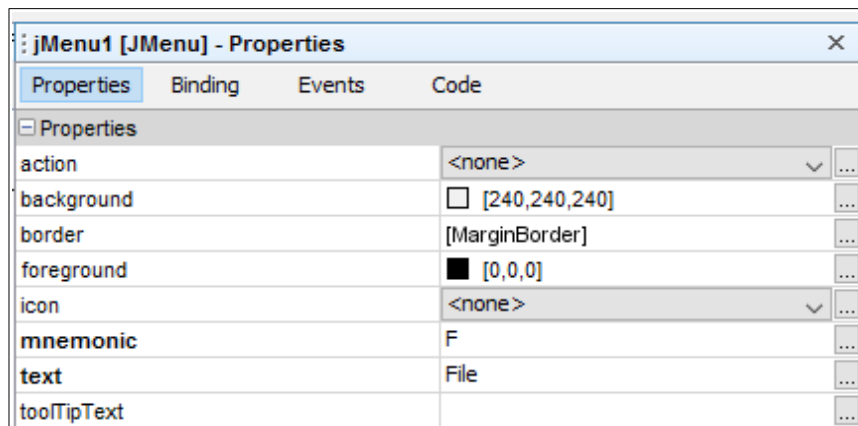 jMenu1 [JMenu] - Properties
Properties Binding Events Code
Properties
action <none> ...
background [240,240,240] ...
border [MarginBorder] ...
foreground [0,0,0] ...
icon <none> ...
mnemonic F ...
text File ...
toolTipText ...